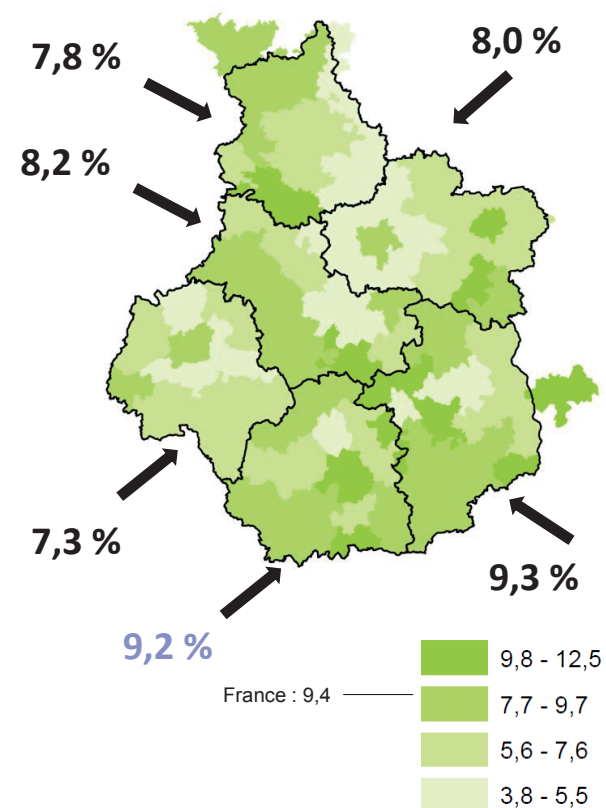 7,8 %
8,0 %
8,2 %
7,3 %
9,3 %
9,2 %
9,8 - 12,5
France : 9,4
7,7 - 9,7
5,6 - 7,6
3,8 - 5,5